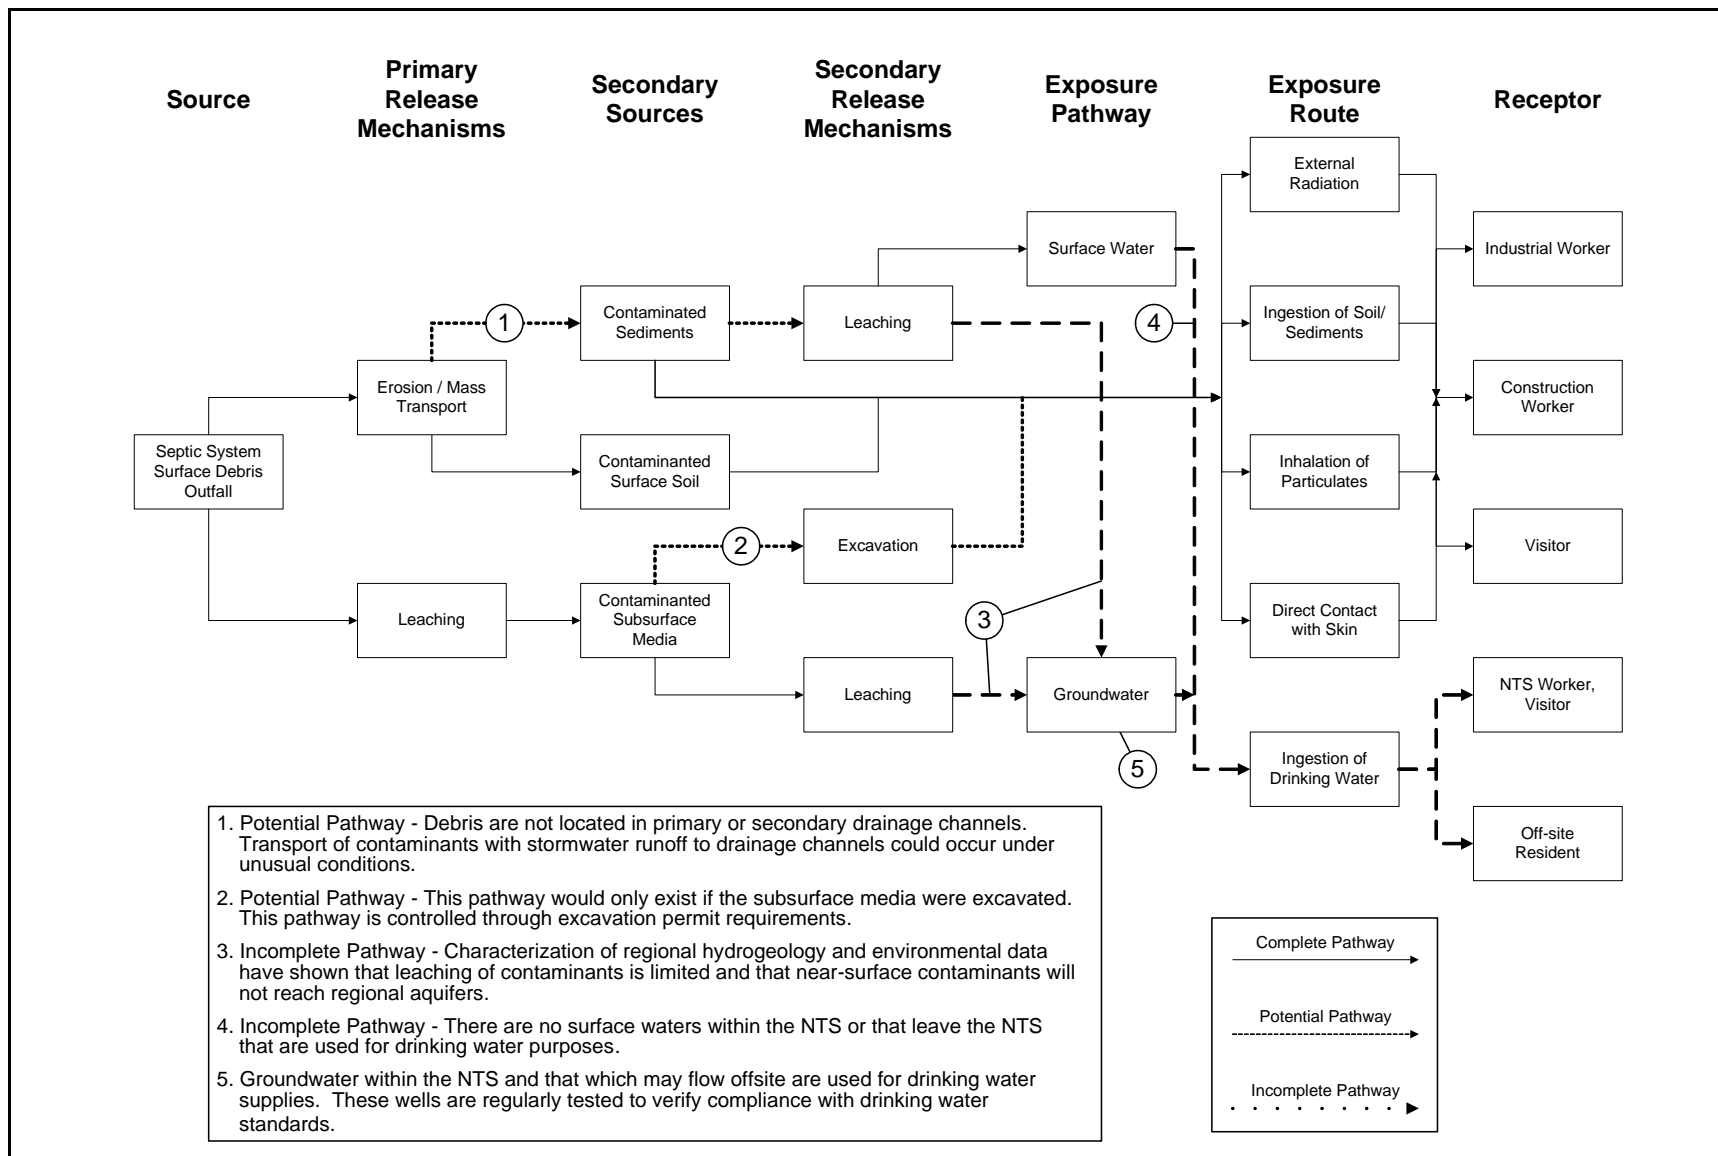 Source
Primary
Release
Mechanisms
Secondary
Sources
Secondary
Release
Mechanisms
Exposure
Pathway
Exposure
Route
Receptor
External
Radiation
Surface Water
Industrial Worker
1
Contaminated
Sediments
Leaching
4
Ingestion of Soil/
Sediments
Erosion / Mass
Transport
Construction
Worker
Septic System
Surface Debris
Outfall
Contaminanted
Surface Soil
Inhalation of
Particulates
2
Excavation
Visitor
Leaching
Contaminanted
Subsurface
Media
3
Direct Contact
with Skin
Leaching
Groundwater
NTS Worker,
Visitor
5
Ingestion of
Drinking Water
Off-site
Resident
1. Potential Pathway - Debris are not located in primary or secondary drainage channels.
Transport of contaminants with stormwater runoff to drainage channels could occur under
unusual conditions.
2. Potential Pathway - This pathway would only exist if the subsurface media were excavated.
This pathway is controlled through excavation permit requirements.
3. Incomplete Pathway - Characterization of regional hydrogeology and environmental data
have shown that leaching of contaminants is limited and that near-surface contaminants will
not reach regional aquifers.
4. Incomplete Pathway - There are no surface waters within the NTS or that leave the NTS
that are used for drinking water purposes.
5. Groundwater within the NTS and that which may flow offsite are used for drinking water
supplies. These wells are regularly tested to verify compliance with drinking water
standards.
Complete Pathway
Potential Pathway
Incomplete Pathway